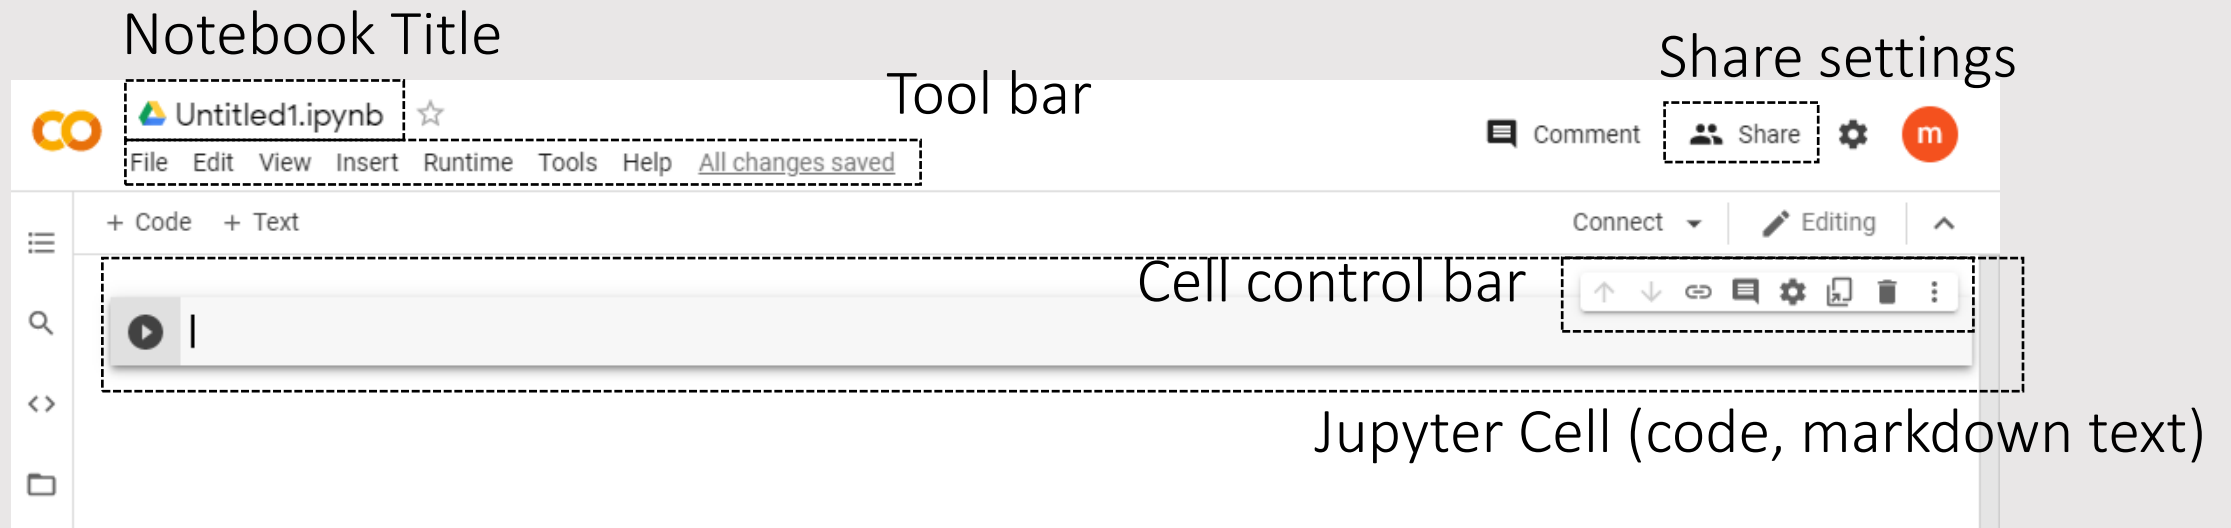 Notebook Title
Share settings
Tool bar
Untitled1.ipynb
Comment Share m
File Edit View Insert Runtime Tools Help All changes saved
+ Code + Text Connect Editing
Cell control bar
Jupyter Cell (code, markdown text)